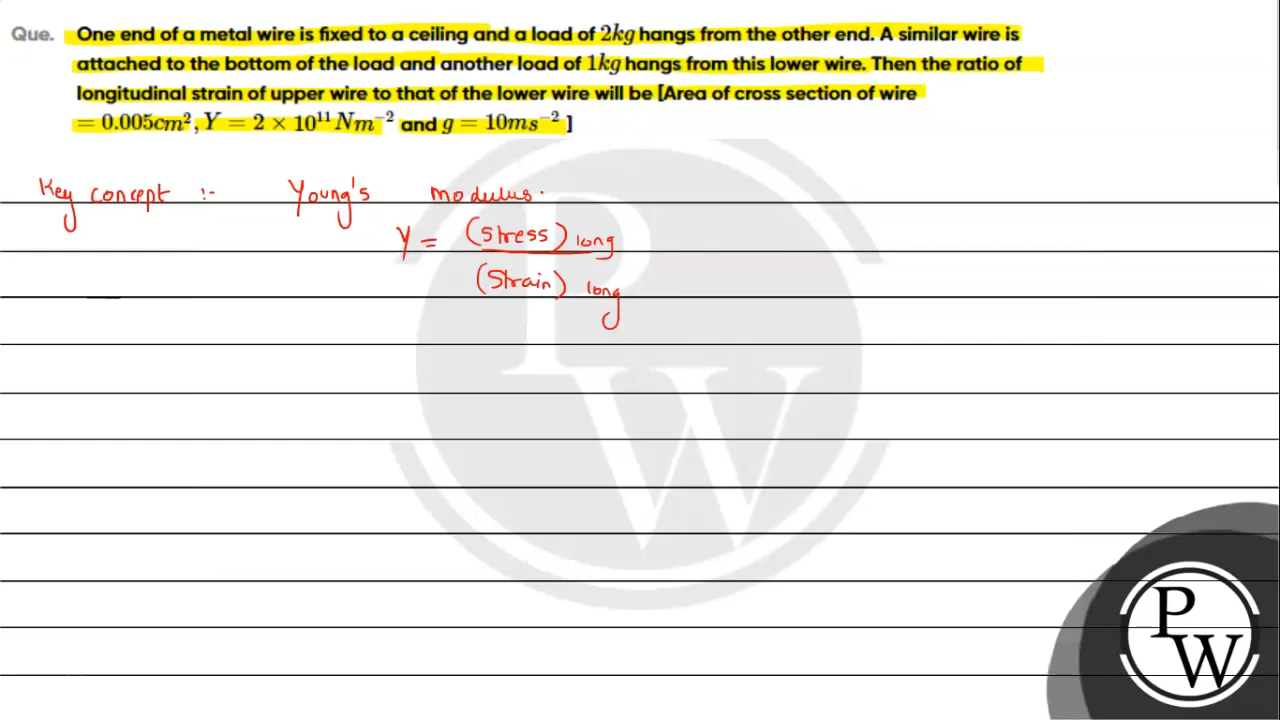 Que. One end of a metal wire is fixed to a ceiling and a load of 2kg hangs from the other end. A similar wire is
attached to the bottom of the load and another load of 1kg hangs from this lower wire. Then the ratio of
longitudinal strain of upper wire to that of the lower wire will be [Area of cross section of wire
= 0.005cm², Y = 2 × 10¹¹ Nm⁻² and g = 10ms⁻² ]
Key concept :- Young's modulus.
Y = (stress) long
(Strain) long
P
W
P
W